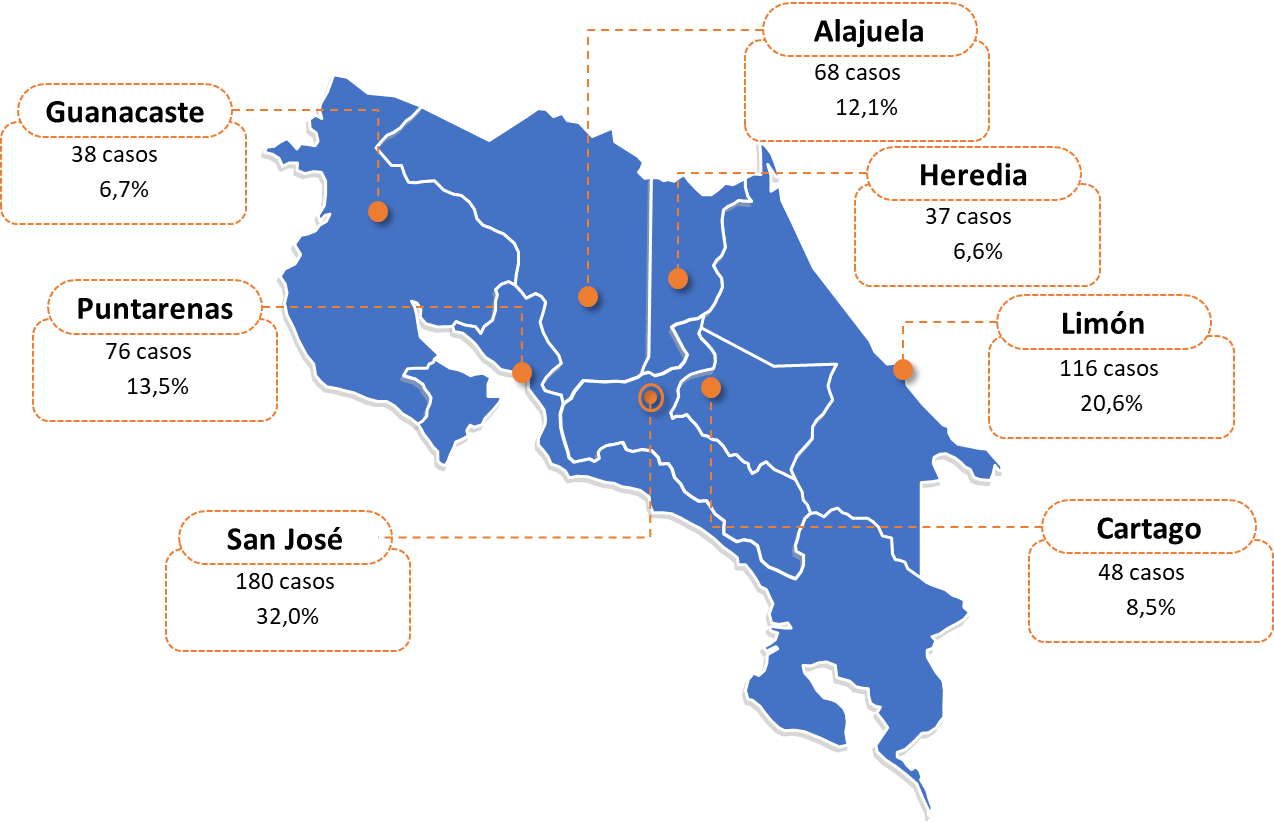 Alajuela
68 casos
12,1%
Guanacaste
38 casos
6,7%
Heredia
37 casos
6,6%
Puntarenas
76 casos
13,5%
Limón
116 casos
20,6%
San José
180 casos
32,0%
Cartago
48 casos
8,5%